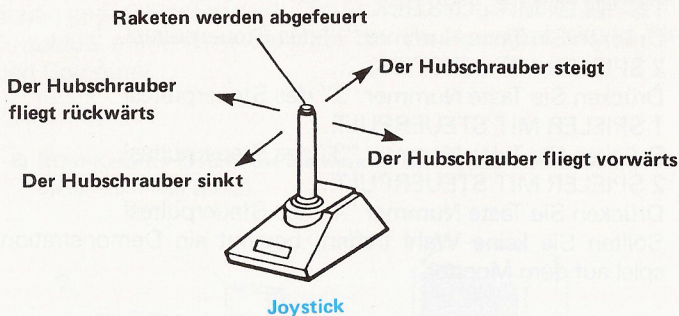 Raketen werden abgefeuert
Der Hubschrauber steigt
Der Hubschrauber
fliegt rückwärts
Der Hubschrauber fliegt vorwärts
Der Hubschrauber sinkt
Joystick